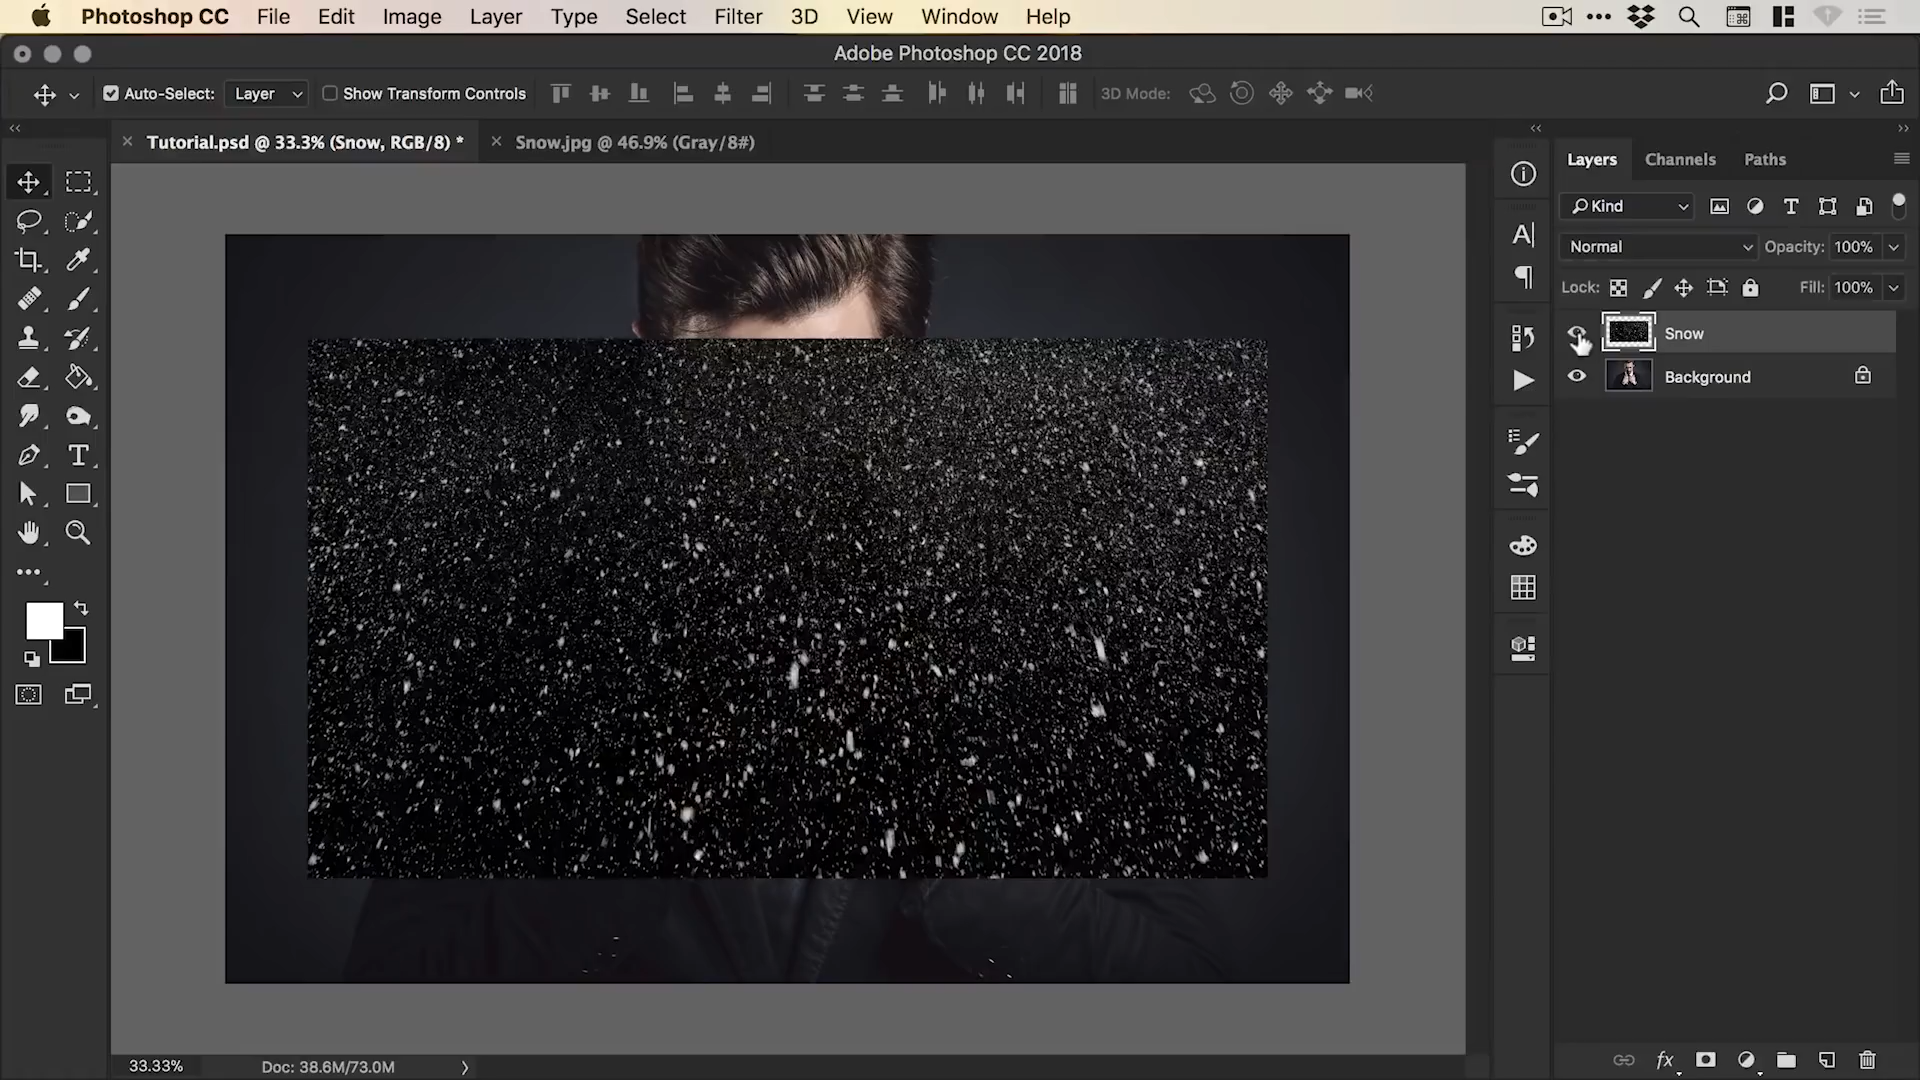 Photoshop CC File Edit Image Layer Type Select Filter 3D View Window Help
Adobe Photoshop CC 2018
Auto-Select: Layer Show Transform Controls 3D Mode:
Tutorial.psd @ 33.3% (Snow, RGB/8) * Snow.jpg @ 46.9% (Gray/8#)
Layers Channels Paths
Kind
Normal Opacity: 100%
Lock: Fill: 100%
Snow
Background
33.33% Doc: 38.6M/73.0M